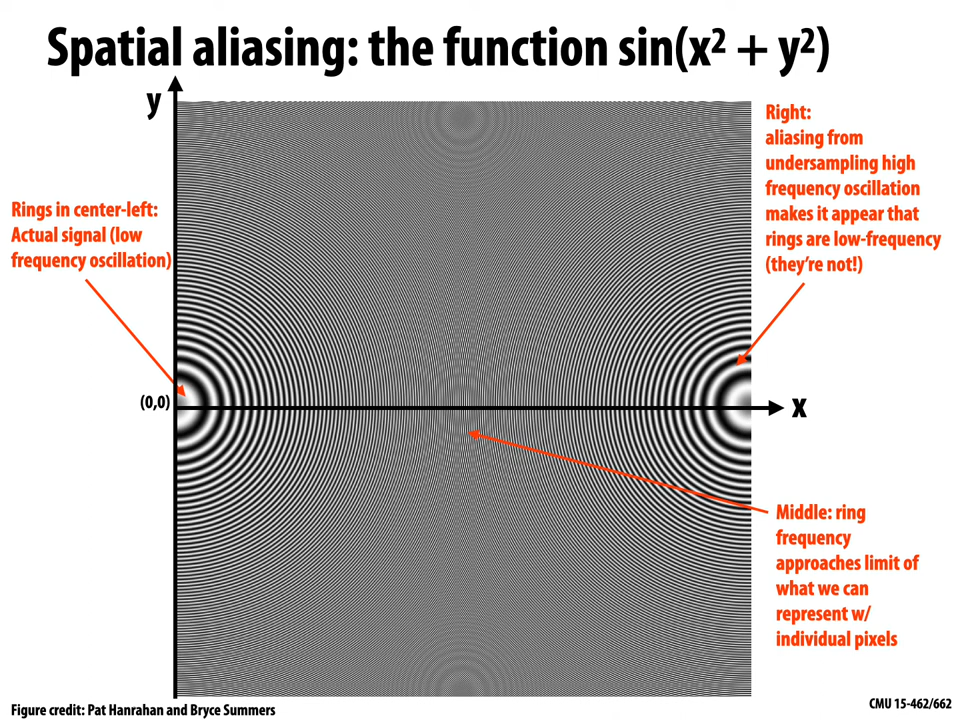 Spatial aliasing: the function sin(x² + y²)
y
Right:
aliasing from
undersampling high
frequency oscillation
makes it appear that
rings are low-frequency
(they’re not!)
Rings in center-left:
Actual signal (low
frequency oscillation)
(0,0)
x
Middle: ring
frequency
approaches limit of
what we can
represent w/
individual pixels
Figure credit: Pat Hanrahan and Bryce Summers
CMU 15-462/662